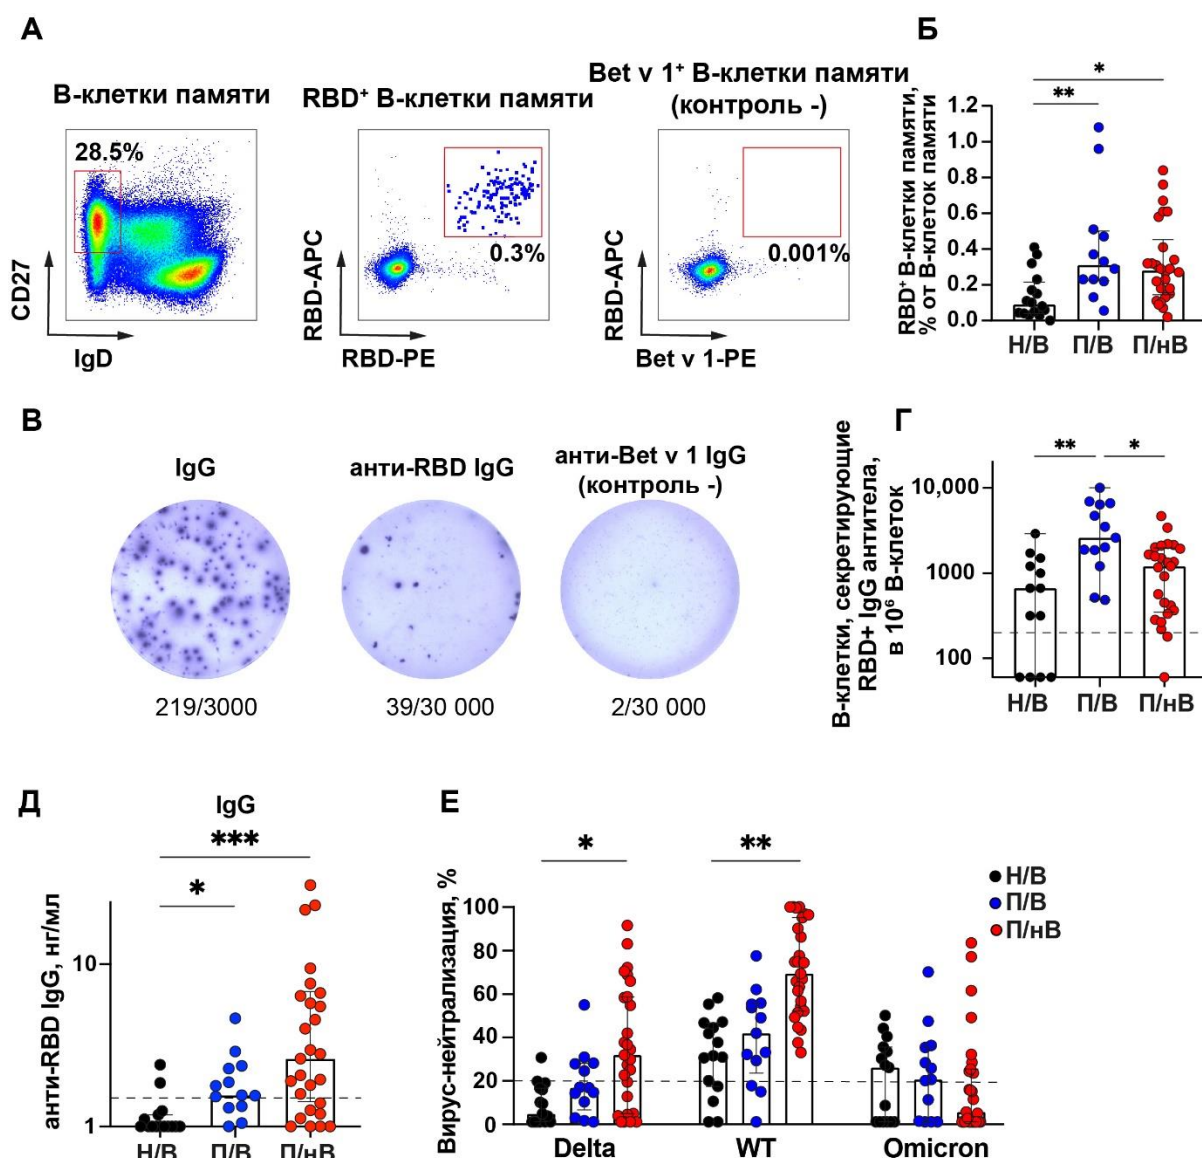 А
В-клетки памяти
28.5%
CD27
IgD
RBD⁺ В-клетки памяти
0.3%
RBD-APC
RBD-PE
Bet v 1⁺ В-клетки памяти
(контроль -)
0.001%
RBD-APC
Bet v 1-PE
Б
* 
**
RBD⁺ В-клетки памяти,
% от В-клеток памяти
1.2
1.0
0.8
0.6
0.4
0.2
0.0
Н/В П/В П/нВ
В
IgG
219/3000
анти-RBD IgG
39/30 000
анти-Bet v 1 IgG
(контроль -)
2/30 000
Г
** *
В-клетки, секретирующие
RBD+ IgG антитела,
в 10⁶ В-клеток
10,000
1000
100
Н/В П/В П/нВ
Д
IgG
***
*
анти-RBD IgG, нг/мл
10
1
Н/В П/В П/нВ
Е
* **
Вирус-нейтрализация, %
100
80
60
40
20
0
Delta WT Omicron
Н/В
П/В
П/нВ